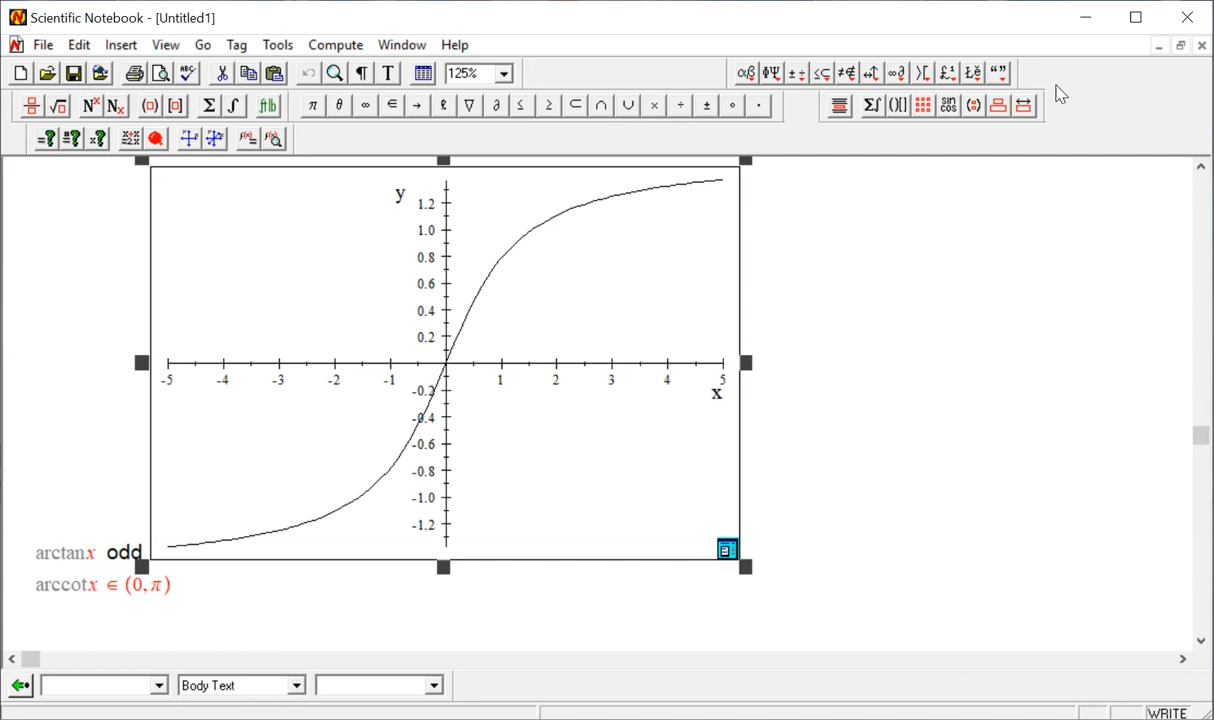 Scientific Notebook - [Untitled1]
File Edit Insert View Go Tag Tools Compute Window Help
125%
y
1.2
1.0
0.8
0.6
0.4
0.2
-5 -4 -3 -2 -1 1 2 3 4 5
x
-0.2
-0.4
-0.6
-0.8
-1.0
-1.2
arctanx odd
arccotx ∈ (0, π)
Body Text
WRITE